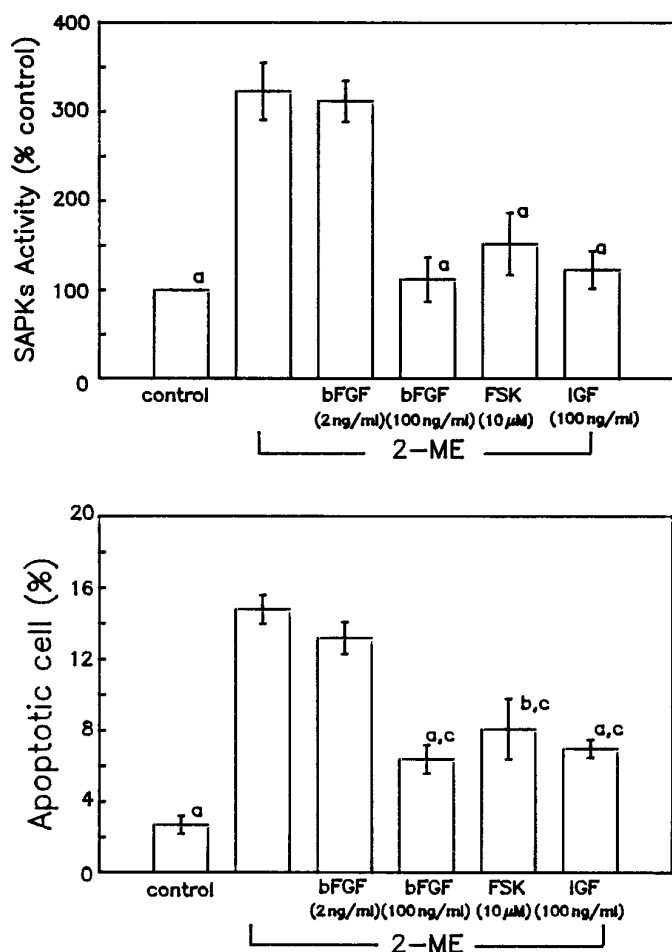 SAPKs Activity (% control)
400
300
200
100
0
a
a
a
a
control
bFGF
bFGF
FSK
IGF
(2ng/ml)
(100ng/ml)
(10μM)
(100ng/ml)
2-ME
Apoptotic cell (%)
20
16
12
8
4
0
a
a,c
b,c
a,c
control
bFGF
bFGF
FSK
IGF
(2ng/ml)
(100ng/ml)
(10μM)
(100ng/ml)
2-ME